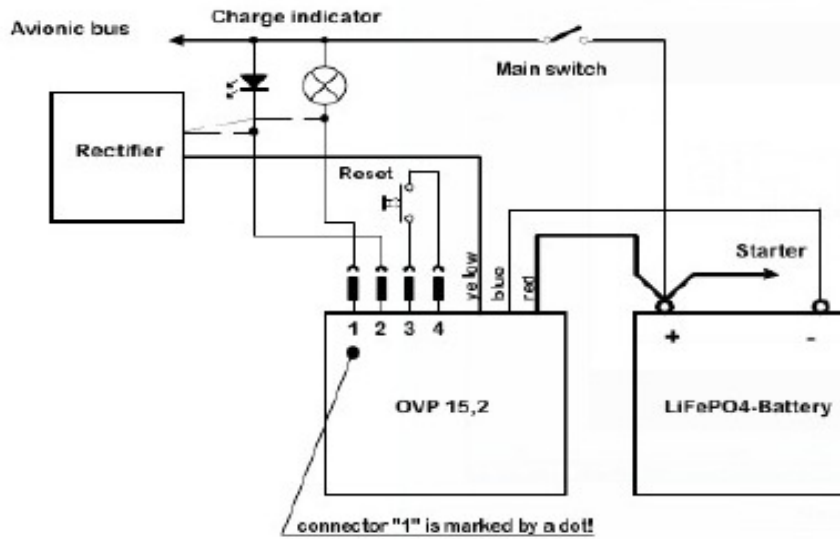 Charge indicator
Avionic bus
Main switch
Rectifier
Reset
yellow
blue
red
Starter
1 2 3 4
+ -
OVP 15,2
LiFePO4-Battery
connector "1" is marked by a dot!